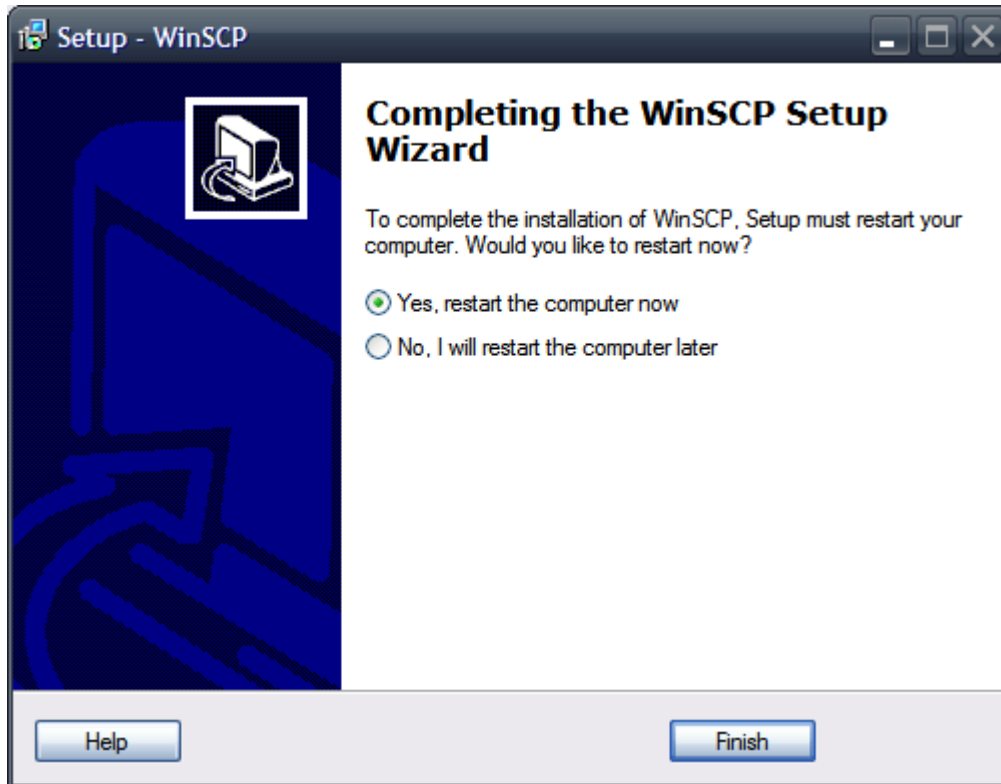 Setup - WinSCP
Completing the WinSCP Setup
Wizard
To complete the installation of WinSCP, Setup must restart your
computer. Would you like to restart now?
Yes, restart the computer now
No, I will restart the computer later
Help
Finish